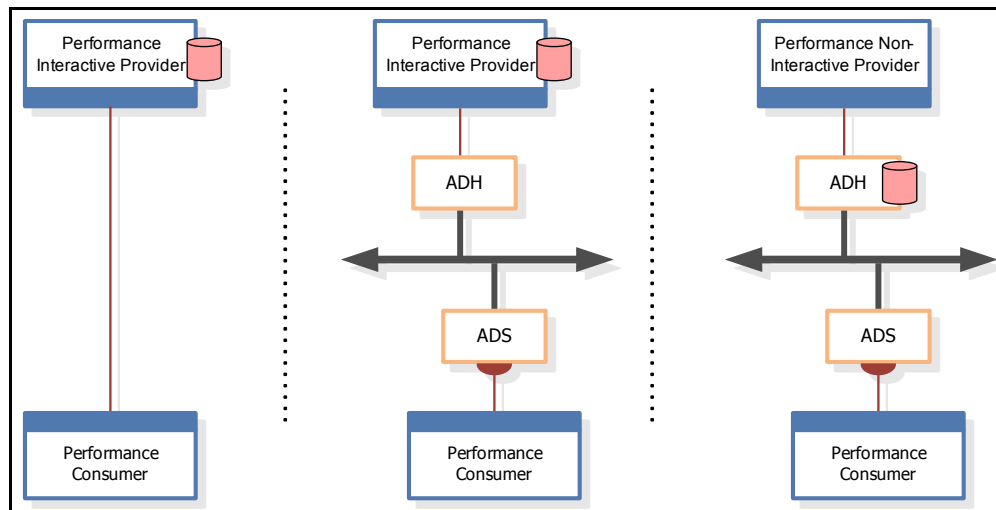 Performance
Interactive Provider
Performance
Interactive Provider
Performance Non-
Interactive Provider
ADH
ADH
ADS
ADS
Performance
Consumer
Performance
Consumer
Performance
Consumer